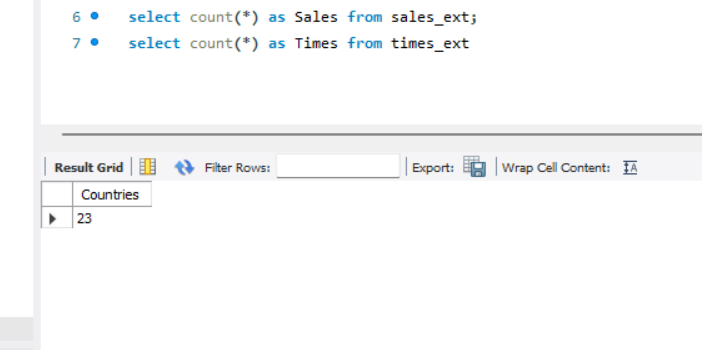 6 select count(*) as Sales from sales_ext;
7 select count(*) as Times from times_ext
Result Grid Filter Rows: Export: Wrap Cell Content: IA
Countries
23